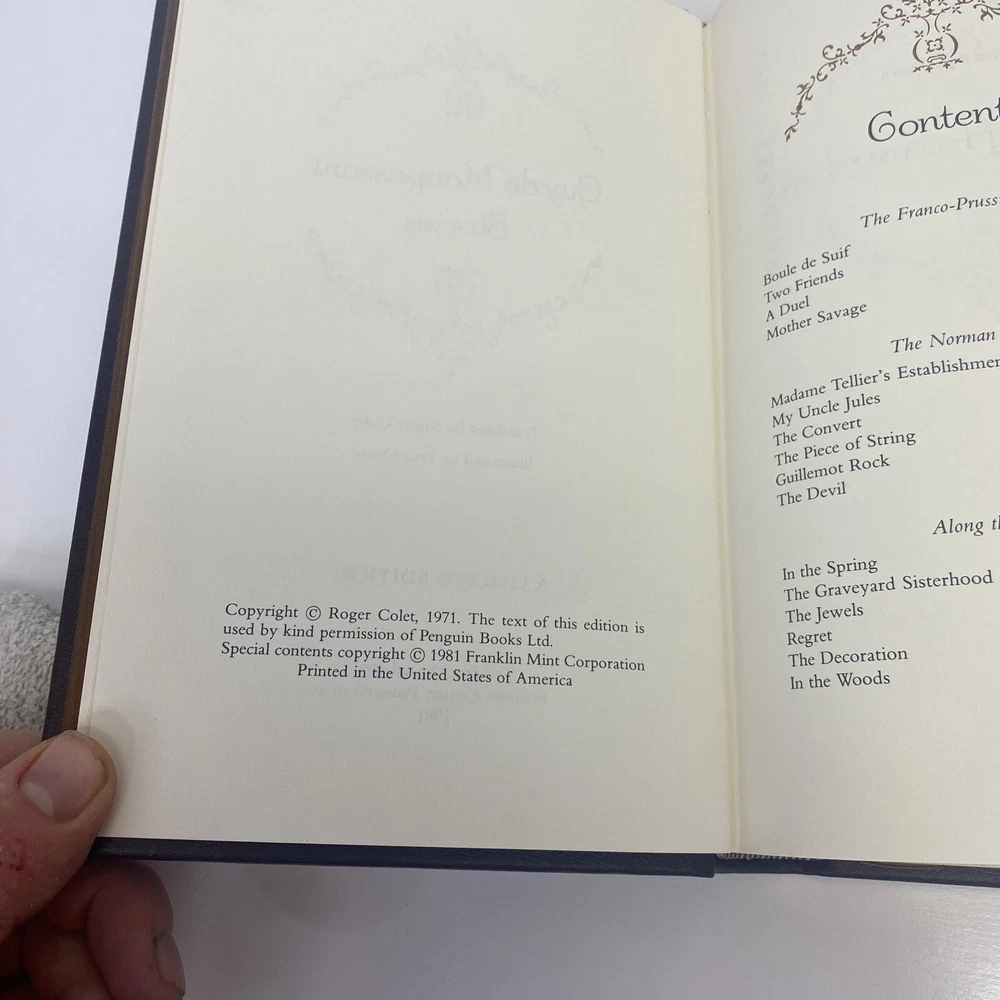 Copyright © Roger Colet, 1971. The text of this edition is
used by kind permission of Penguin Books Ltd.
Special contents copyright © 1981 Franklin Mint Corporation
Printed in the United States of America
Content
The Franco-Pruss
Boule de Suif
Two Friends
A Duel
Mother Savage
The Norman
Madame Tellier's Establishmen
My Uncle Jules
The Convert
The Piece of String
Guillemot Rock
The Devil
Along th
In the Spring
The Graveyard Sisterhood
The Jewels
Regret
The Decoration
In the Woods